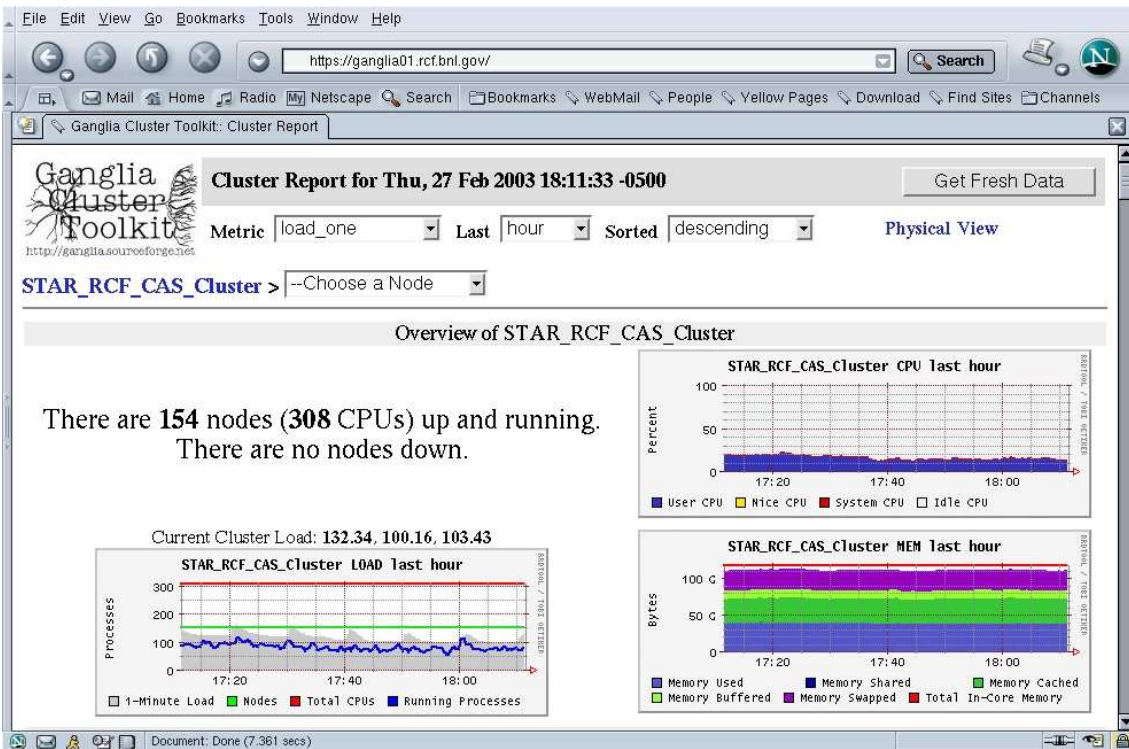 File Edit View Go Bookmarks Tools Window Help
https://ganglia01.rcf.bnl.gov/
Search
N
Mail Home Radio My Netscape Search Bookmarks WebMail People Yellow Pages Download Find Sites Channels
Ganglia Cluster Toolkit:: Cluster Report
Ganglia
Cluster
Toolkit
http://ganglia.sourceforge.net
Cluster Report for Thu, 27 Feb 2003 18:11:33 -0500
Get Fresh Data
Metric load_one Last hour Sorted descending
Physical View
STAR_RCF_CAS_Cluster > --Choose a Node
Overview of STAR_RCF_CAS_Cluster
There are 154 nodes (308 CPUs) up and running.
There are no nodes down.
Current Cluster Load: 132.34, 100.16, 103.43
STAR_RCF_CAS_Cluster LOAD last hour
RRDTOOL / TOBI OETIKER
Processes
300
200
100
0
17:20 17:40 18:00
1-Minute Load Nodes Total CPUs Running Processes
STAR_RCF_CAS_Cluster CPU last hour
RRDTOOL / TOBI OETIKER
Percent
100
50
0
17:20 17:40 18:00
User CPU Nice CPU System CPU Idle CPU
STAR_RCF_CAS_Cluster MEM last hour
RRDTOOL / TOBI OETIKER
Bytes
100 G
50 G
0
17:20 17:40 18:00
Memory Used Memory Shared Memory Cached
Memory Buffered Memory Swapped Total In-Core Memory
Document: Done (7.361 secs)